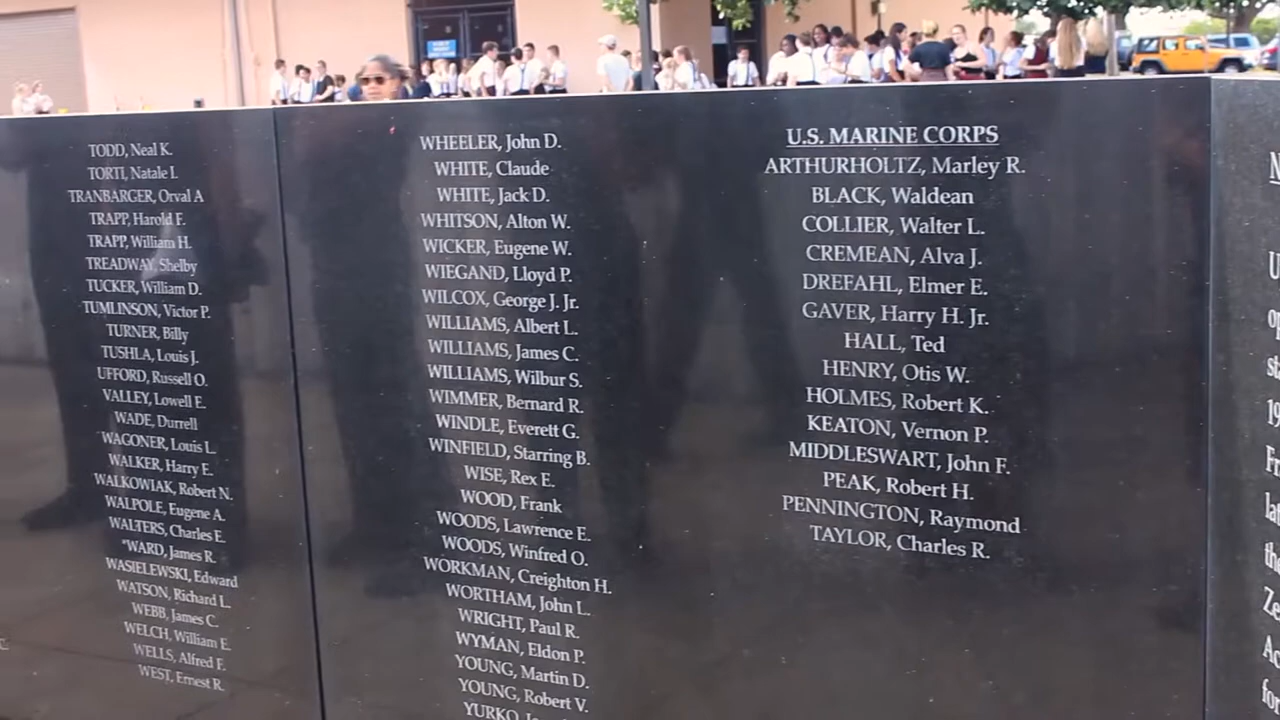 TODD, Neal K.
TORTI, Natale I.
TRANBARGER, Orval A
TRAPP, Harold F.
TRAPP, William H.
TREADWAY, Shelby
TUCKER, William D.
TUMLINSON, Victor P.
TURNER, Billy
TUSHLA, Louis J.
UFFORD, Russell O.
VALLEY, Lowell E.
WADE, Durrell
WAGONER, Louis L.
WALKER, Harry E.
WALKOWIAK, Robert N.
WALPOLE, Eugene A.
WALTERS, Charles E.
*WARD, James R.
WASIELEWSKI, Edward
WATSON, Richard L.
WEBB, James C.
WELCH, William E.
WELLS, Alfred F.
WEST, Ernest R.
WHEELER, John D.
WHITE, Claude
WHITE, Jack D.
WHITSON, Alton W.
WICKER, Eugene W.
WIEGAND, Lloyd P.
WILCOX, George J. Jr.
WILLIAMS, Albert L.
WILLIAMS, James C.
WILLIAMS, Wilbur S.
WIMMER, Bernard R.
WINDLE, Everett G.
WINFIELD, Starring B.
WISE, Rex E.
WOOD, Frank
WOODS, Lawrence E.
WOODS, Winfred O.
WORKMAN, Creighton H.
WORTHAM, John L.
WRIGHT, Paul R.
WYMAN, Eldon P.
YOUNG, Martin D.
YOUNG, Robert V.
YURKO,
U.S. MARINE CORPS
ARTHURHOLTZ, Marley R.
BLACK, Waldean
COLLIER, Walter L.
CREMEAN, Alva J.
DREFAHL, Elmer E.
GAVER, Harry H. Jr.
HALL, Ted
HENRY, Otis W.
HOLMES, Robert K.
KEATON, Vernon P.
MIDDLESWART, John F.
PEAK, Robert H.
PENNINGTON, Raymond
TAYLOR, Charles R.